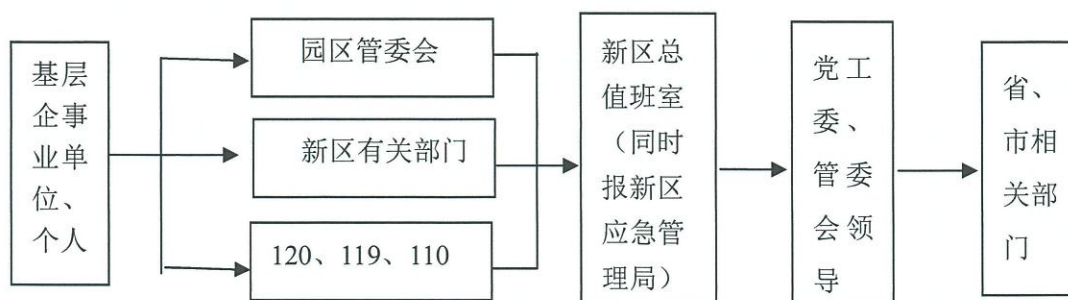 基层
企事
业单
位、
个人
园区管委会
新区有关部门
120、119、110
新区总
值班室
（同时
报新区
应急管
理局）
党工
委、
管委
会领
导
省、
市相
关部
门